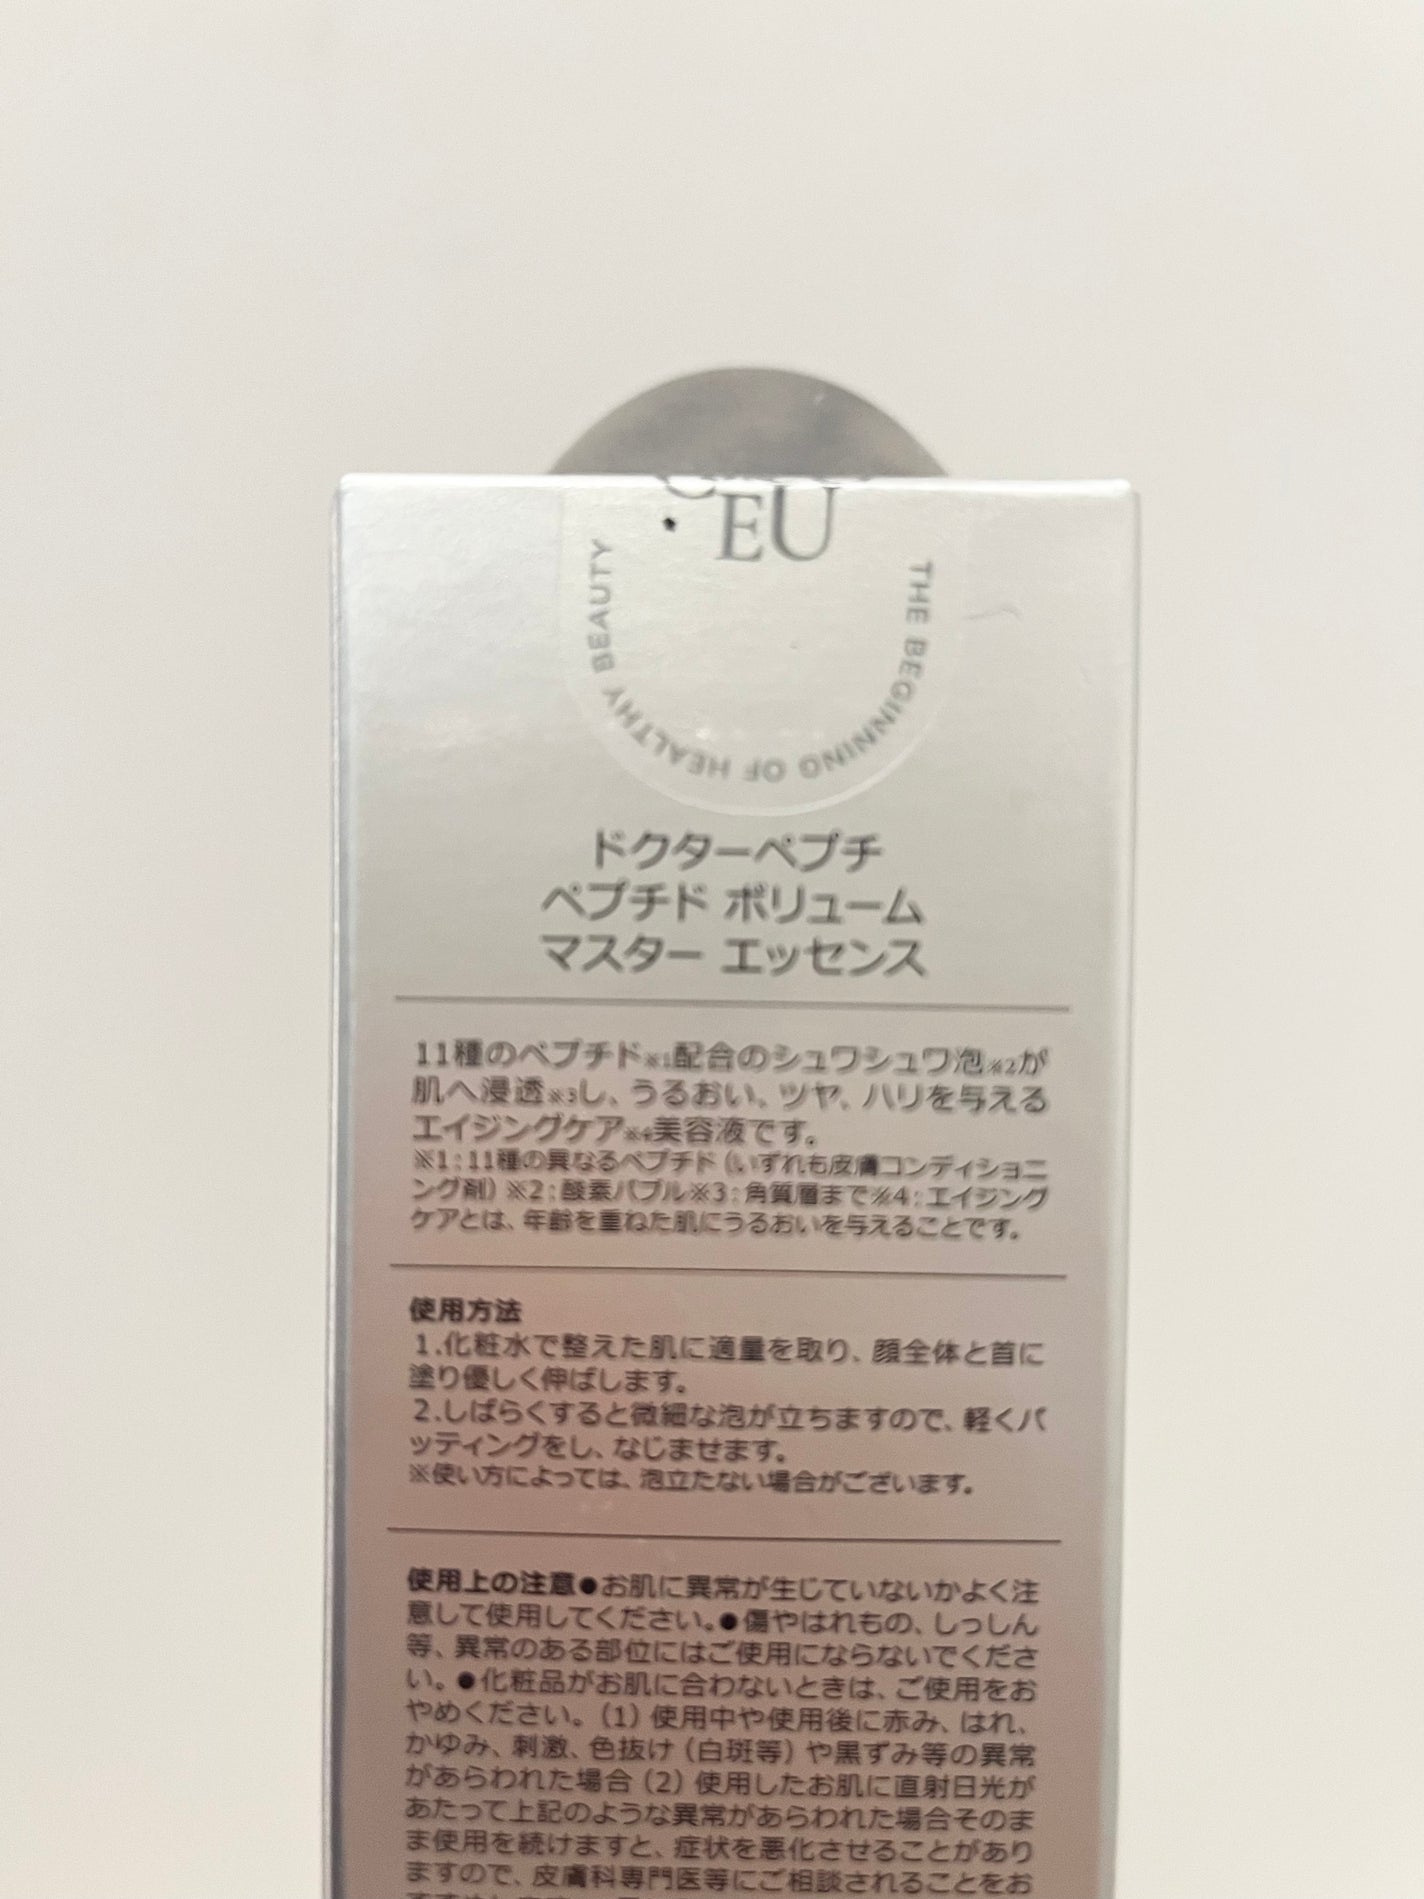 EU
THE BEGINNING OF HEALTHY BEAUTY
ドクターペプチ
ペプチド ボリューム
マスター エッセンス
11種のペプチド※1配合のシュワシュワ泡※2が
肌へ浸透※3し、うるおい、ツヤ、ハリを与える
エイジングケア※4美容液です。
※1:11種の異なるペプチド(いずれも皮膚コンディショニ
ング剤)※2:酸素バブル※3:角質層まで※4:エイジング
ケアとは、年齢を重ねた肌にうるおいを与えることです。
使用方法
1.化粧水で整えた肌に適量を取り、顔全体と首に
塗り優しく伸ばします。
2.しばらくすると微細な泡が立ちますので、軽くパ
ッティングをし、なじませます。
※使い方によっては、泡立たない場合がございます。
使用上の注意●お肌に異常が生じていないかよく注
意して使用してください。●傷やはれもの、しっしん
等、異常のある部位にはご使用にならないでくださ
い。●化粧品がお肌に合わないときは、ご使用をお
やめください。(1)使用中や使用後に赤み、はれ、
かゆみ、刺激、色抜け(白斑等)や黒ずみ等の異常
があらわれた場合(2)使用したお肌に直射日光が
あたって上記のような異常があらわれた場合そのま
ま使用を続けますと、症状を悪化させることがあり
ますので、皮膚科専門医等にご相談されることをお